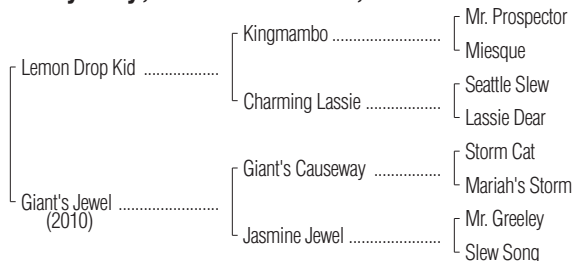 Kingmambo ....................
Mr. Prospector
Miesque
Lemon Drop Kid ..................
Charming Lassie ..................
Seattle Slew
Lassie Dear
Giant's Causeway ................
Storm Cat
Mariah's Storm
Giant's Jewel ........................
(2010)
Jasmine Jewel ......................
Mr. Greeley
Slew Song